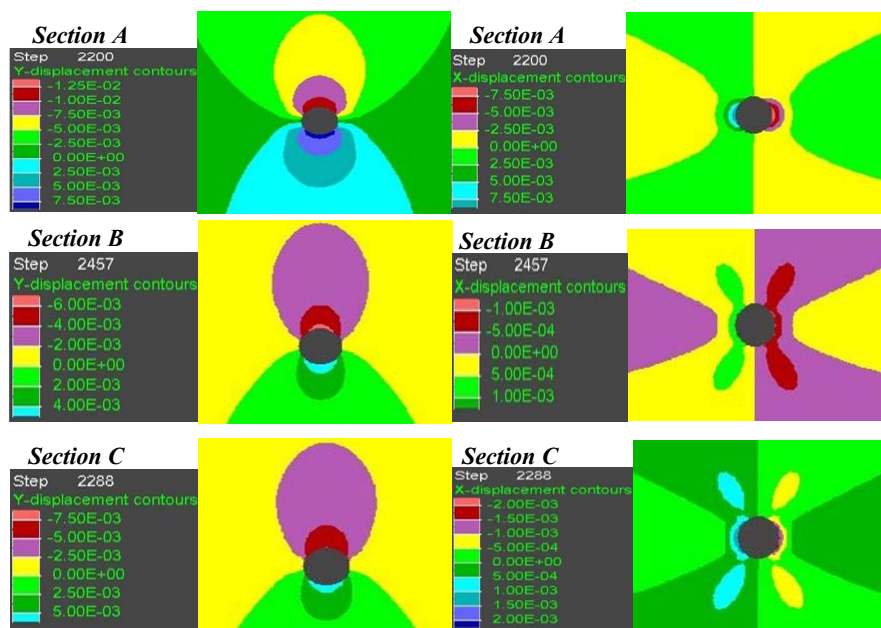 Section A
Step 2200
Y-displacement contours
-1.25E-02
-1.00E-02
-7.50E-03
-5.00E-03
-2.50E-03
0.00E+00
2.50E-03
5.00E-03
7.50E-03
Section A
Step 2200
X-displacement contours
-7.50E-03
-5.00E-03
-2.50E-03
0.00E+00
2.50E-03
5.00E-03
7.50E-03
Section B
Step 2457
Y-displacement contours
-6.00E-03
-4.00E-03
-2.00E-03
0.00E+00
2.00E-03
4.00E-03
Section B
Step 2457
X-displacement contours
-1.00E-03
-5.00E-04
0.00E+00
5.00E-04
1.00E-03
Section C
Step 2288
Y-displacement contours
-7.50E-03
-5.00E-03
-2.50E-03
0.00E+00
2.50E-03
5.00E-03
Section C
Step 2288
X-displacement contours
-2.00E-03
-1.50E-03
-1.00E-03
-5.00E-04
0.00E+00
5.00E-04
1.00E-03
1.50E-03
2.00E-03